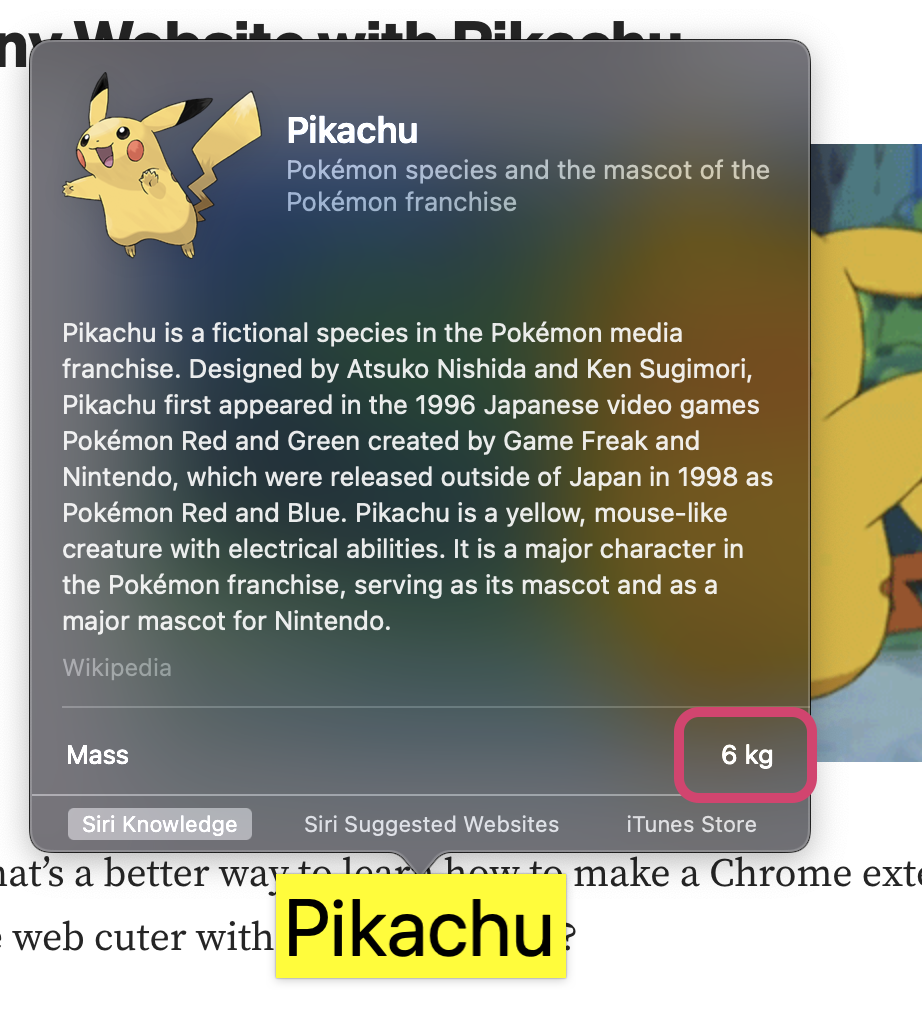 ny Website with Pikachu
Pikachu
Pokémon species and the mascot of the
Pokémon franchise
Pikachu is a fictional species in the Pokémon media
franchise. Designed by Atsuko Nishida and Ken Sugimori,
Pikachu first appeared in the 1996 Japanese video games
Pokémon Red and Green created by Game Freak and
Nintendo, which were released outside of Japan in 1998 as
Pokémon Red and Blue. Pikachu is a yellow, mouse-like
creature with electrical abilities. It is a major character in
the Pokémon franchise, serving as its mascot and as a
major mascot for Nintendo.
Wikipedia
Mass 6 kg
Siri Knowledge Siri Suggested Websites iTunes Store
hat’s a better way to learn how to make a Chrome exte
e web cuter with Pikachu?